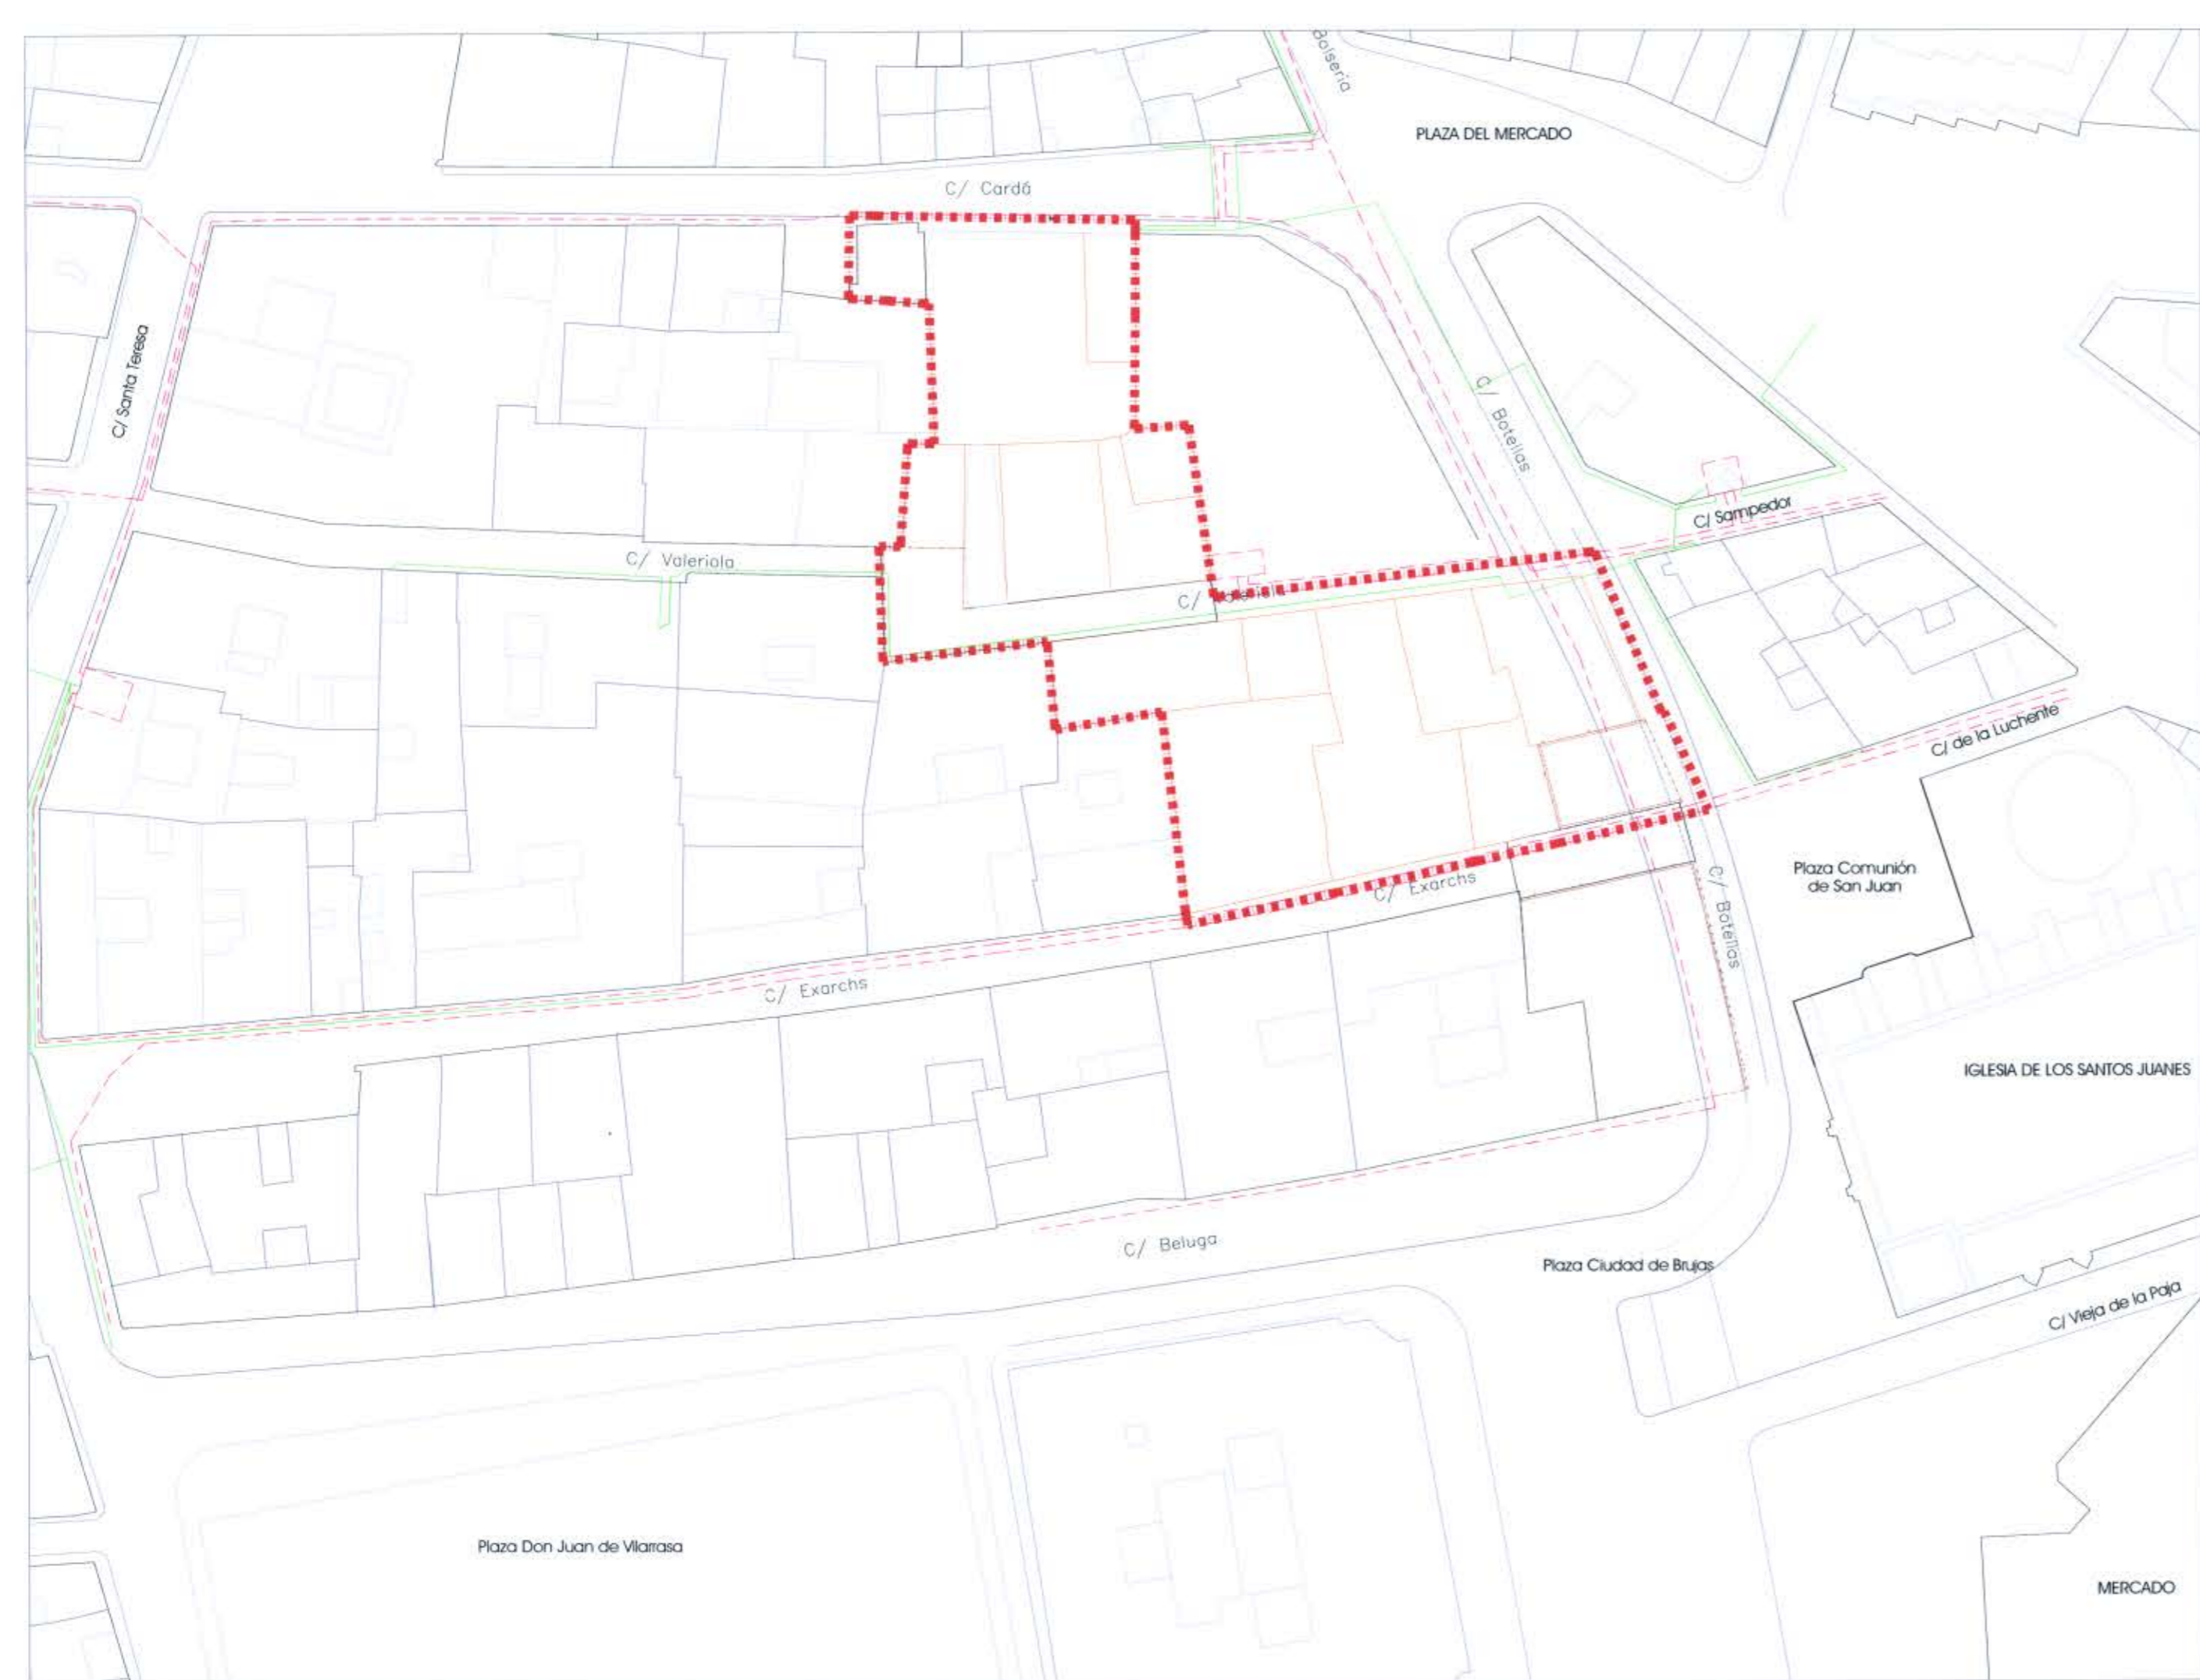 Bolseria
PLAZA DEL MERCADO
C/ Cardá
C/ Santa Teresa
C/ Botellas
C/ Sampedor
C/ Valeriola
C/
C/ de la Luchente
Plaza Comunión
de San Juan
C/ Exarchs
C/ Botellas
C/ Exarchs
IGLESIA DE LOS SANTOS JUANES
C/ Beluga
Plaza Ciudad de Brujas
C/ Vieja de la Paja
Plaza Don Juan de Vilarrasa
MERCADO